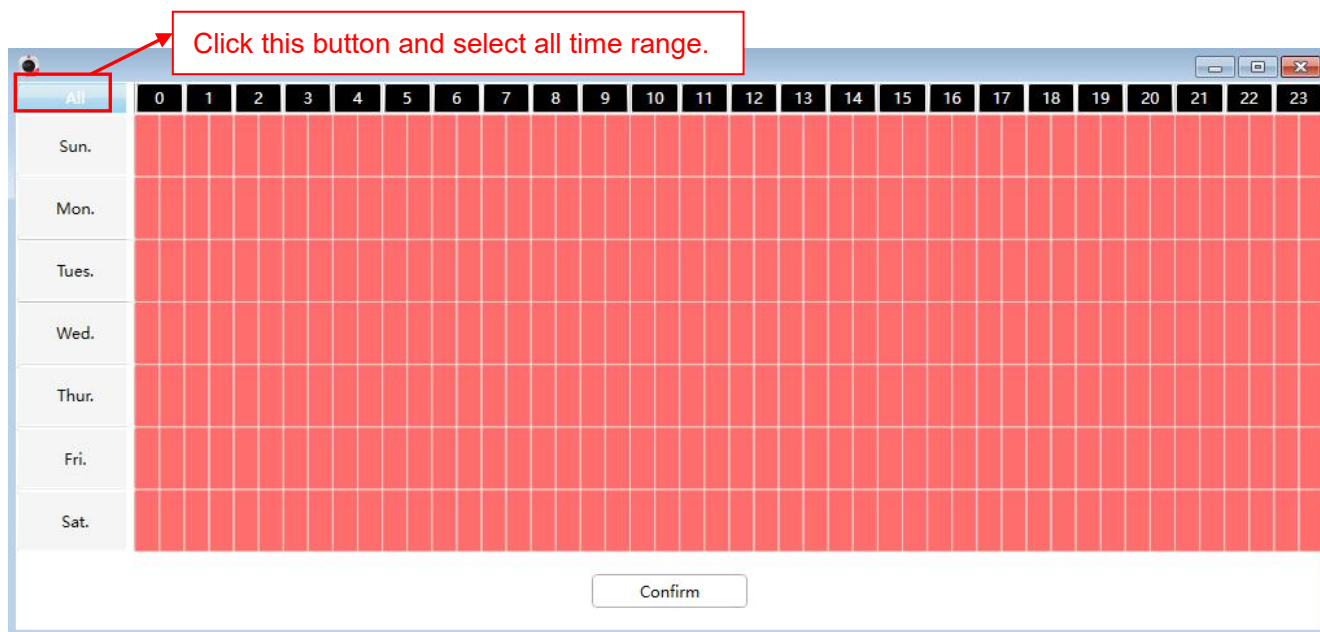 Click this button and select all time range.
All 0 1 2 3 4 5 6 7 8 9 10 11 12 13 14 15 16 17 18 19 20 21 22 23
Sun.
Mon.
Tues.
Wed.
Thur.
Fri.
Sat.
Confirm